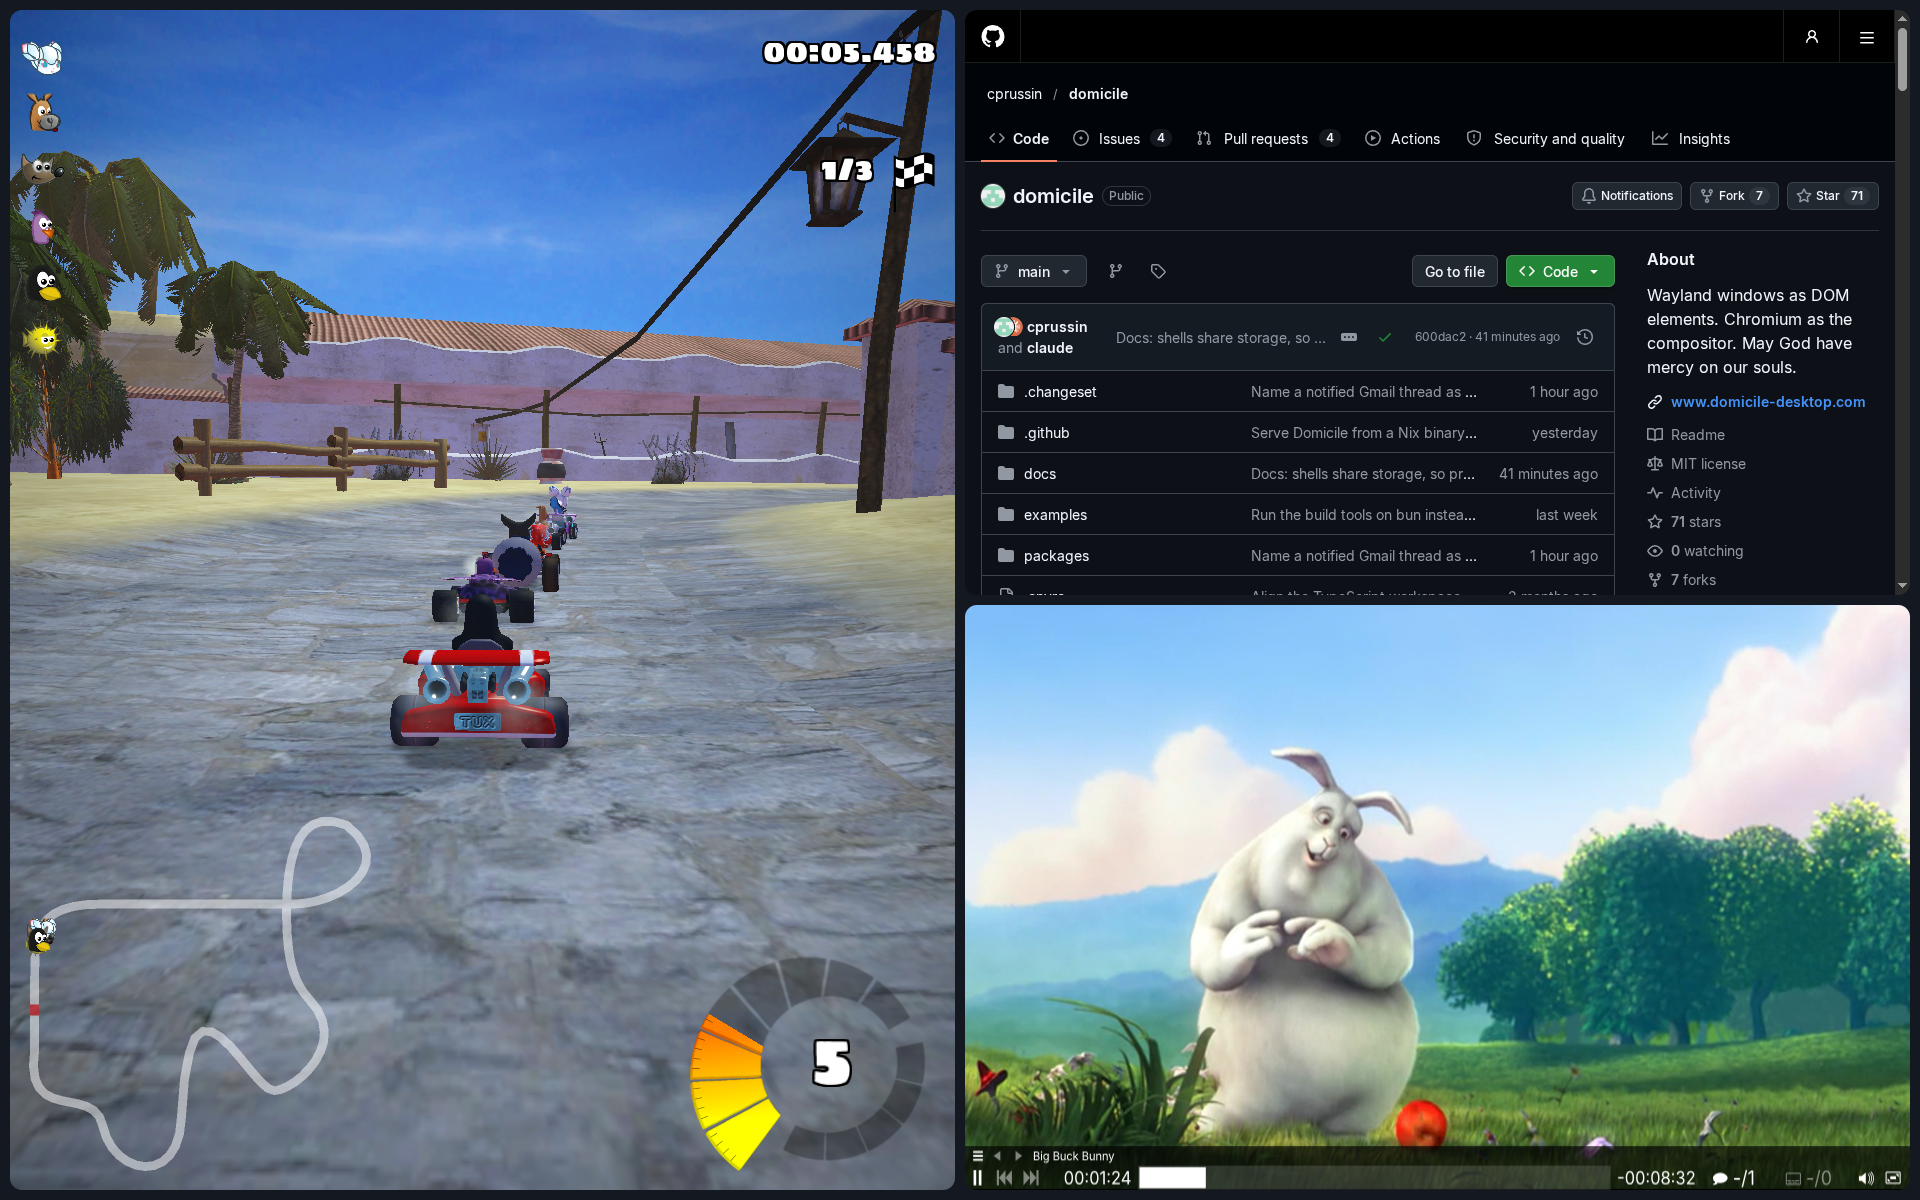 00:05.458
1/3
TUX
5
cprussin / domicile
Code
Issues 4
Pull requests 4
Actions
Security and quality
Insights
domicile Public
Notifications
Fork 7
Star 71
main
Go to file
Code
cprussin and claude
Docs: shells share storage, so ...
600dac2 · 41 minutes ago
.changeset Name a notified Gmail thread as ... 1 hour ago
.github Serve Domicile from a Nix binary... yesterday
docs Docs: shells share storage, so pr... 41 minutes ago
examples Run the build tools on bun instea... last week
packages Name a notified Gmail thread as ... 1 hour ago
About
Wayland windows as DOM
elements. Chromium as the
compositor. May God have
mercy on our souls.
www.domicile-desktop.com
Readme
MIT license
Activity
71 stars
0 watching
7 forks
Big Buck Bunny
00:01:24
-00:08:32
-/1
-/0